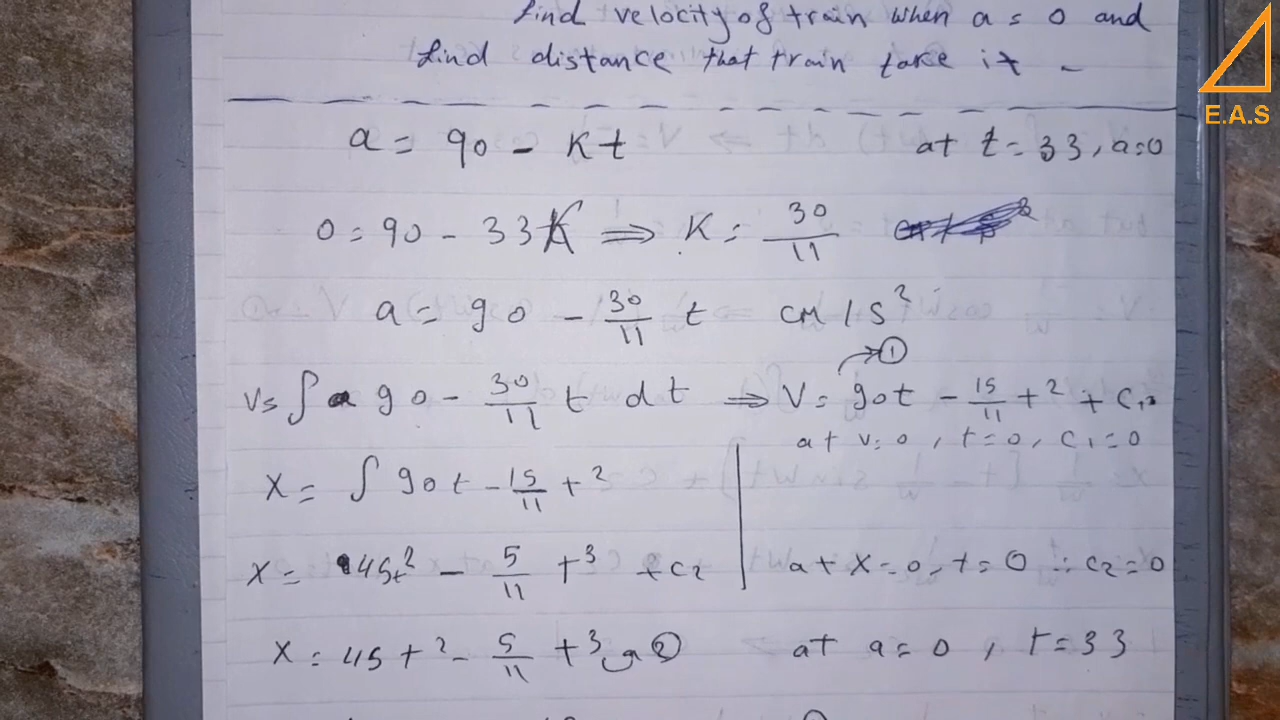 find velocity of train when a = 0 and
find distance that train take it -
E.A.S
a = 90 - Kt at t = 33, a=0
0 = 90 - 33K ⇒ K = 30/11
a = 90 - 30/11 t CM/S²
V= ∫ 90 - 30/11 t dt ⇒ V = 90t - 15/11 t² + C₁ → ①
at v=0, t=0, C₁=0
X = ∫ 90t - 15/11 t²
X = 45t² - 5/11 t³ + C₂ at X=0, t=0 ∴ C₂=0
X = 45t² - 5/11 t³ → ② at a=0, t=33